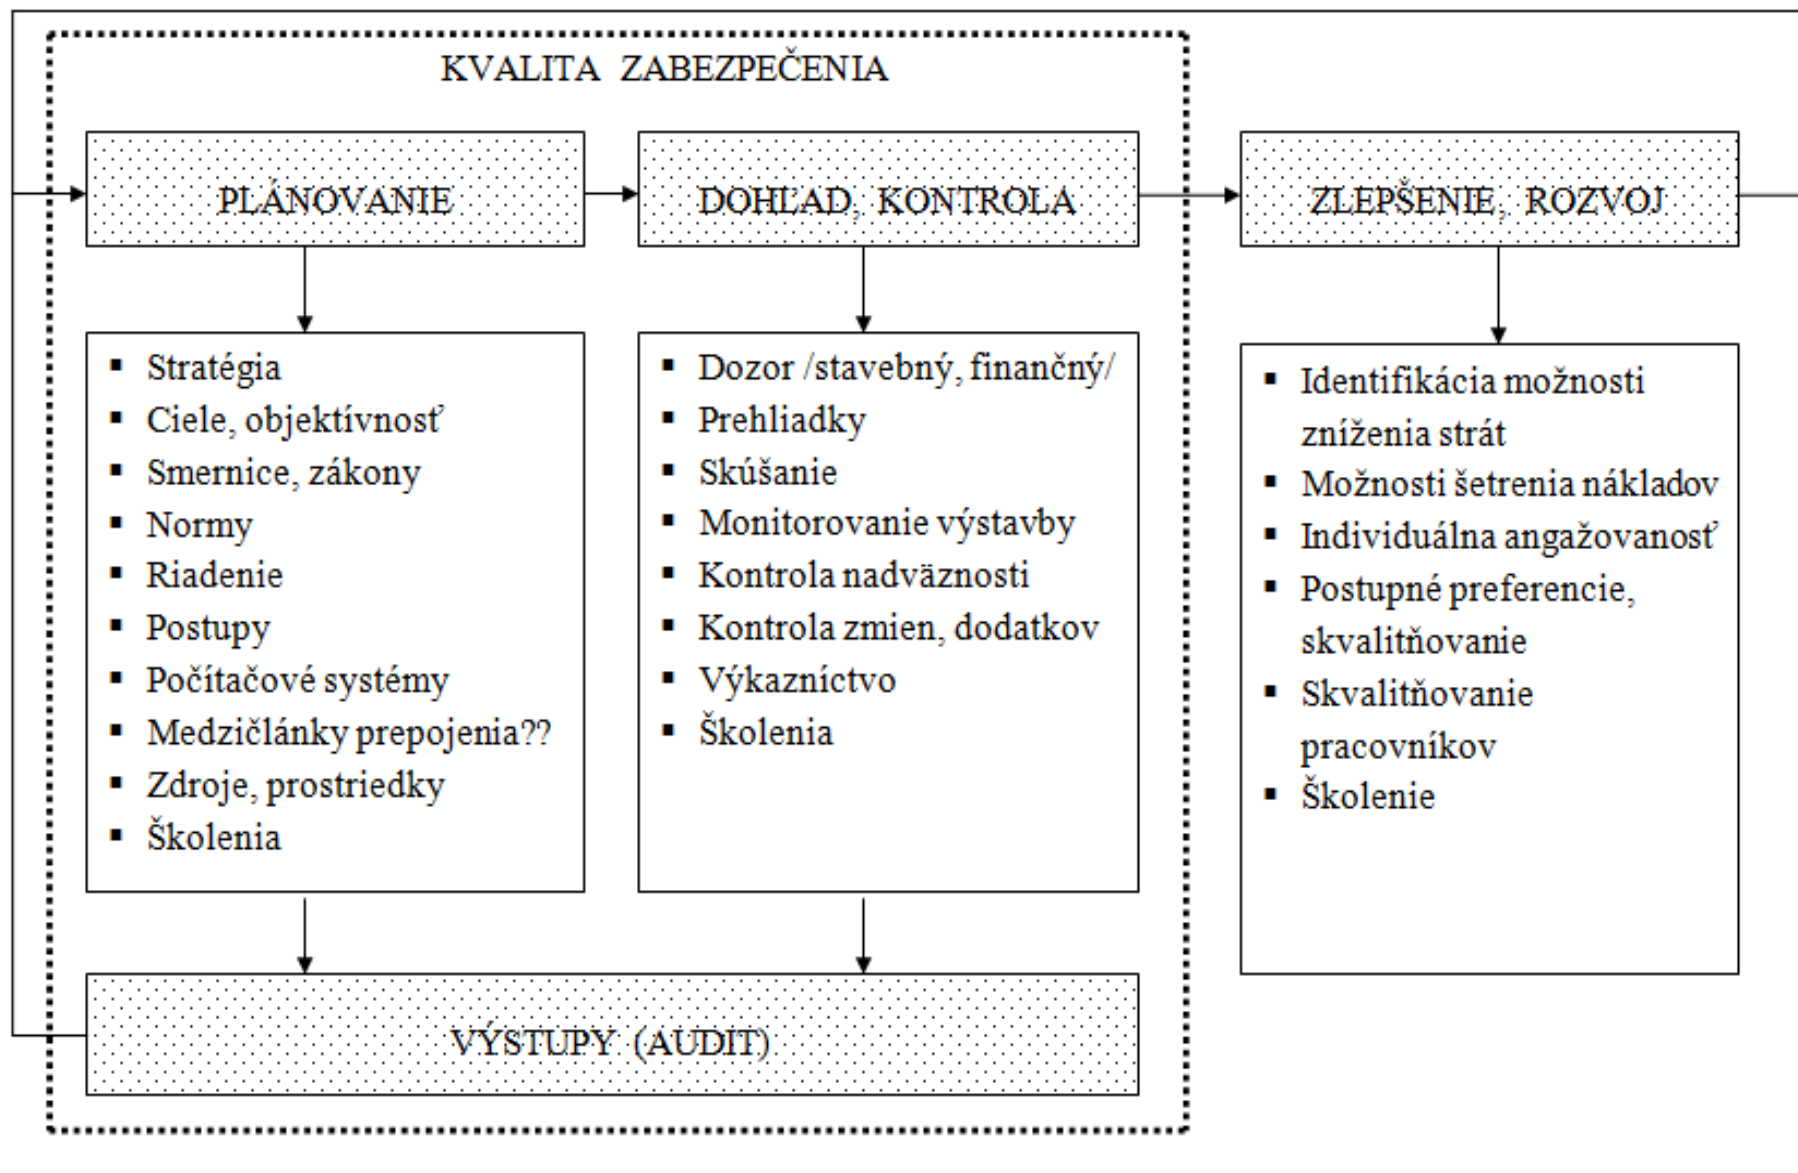 KVALITA ZABEZPEČENIA
PLÁNOVANIE
DOHĽAD, KONTROLA
ZLEPŠENIE, ROZVOJ
▪ Stratégia
▪ Ciele, objektívnosť
▪ Smernice, zákony
▪ Normy
▪ Riadenie
▪ Postupy
▪ Počítačové systémy
▪ Medzičlánky prepojenia??
▪ Zdroje, prostriedky
▪ Školenia
▪ Dozor /stavebný, finančný/
▪ Prehliadky
▪ Skúšanie
▪ Monitorovanie výstavby
▪ Kontrola nadväznosti
▪ Kontrola zmien, dodatkov
▪ Výkazníctvo
▪ Školenia
▪ Identifikácia možnosti
zníženia strát
▪ Možnosti šetrenia nákladov
▪ Individuálna angažovanosť
▪ Postupné preferencie,
skvalitňovanie
▪ Skvalitňovanie
pracovníkov
▪ Školenie
VÝSTUPY (AUDIT)